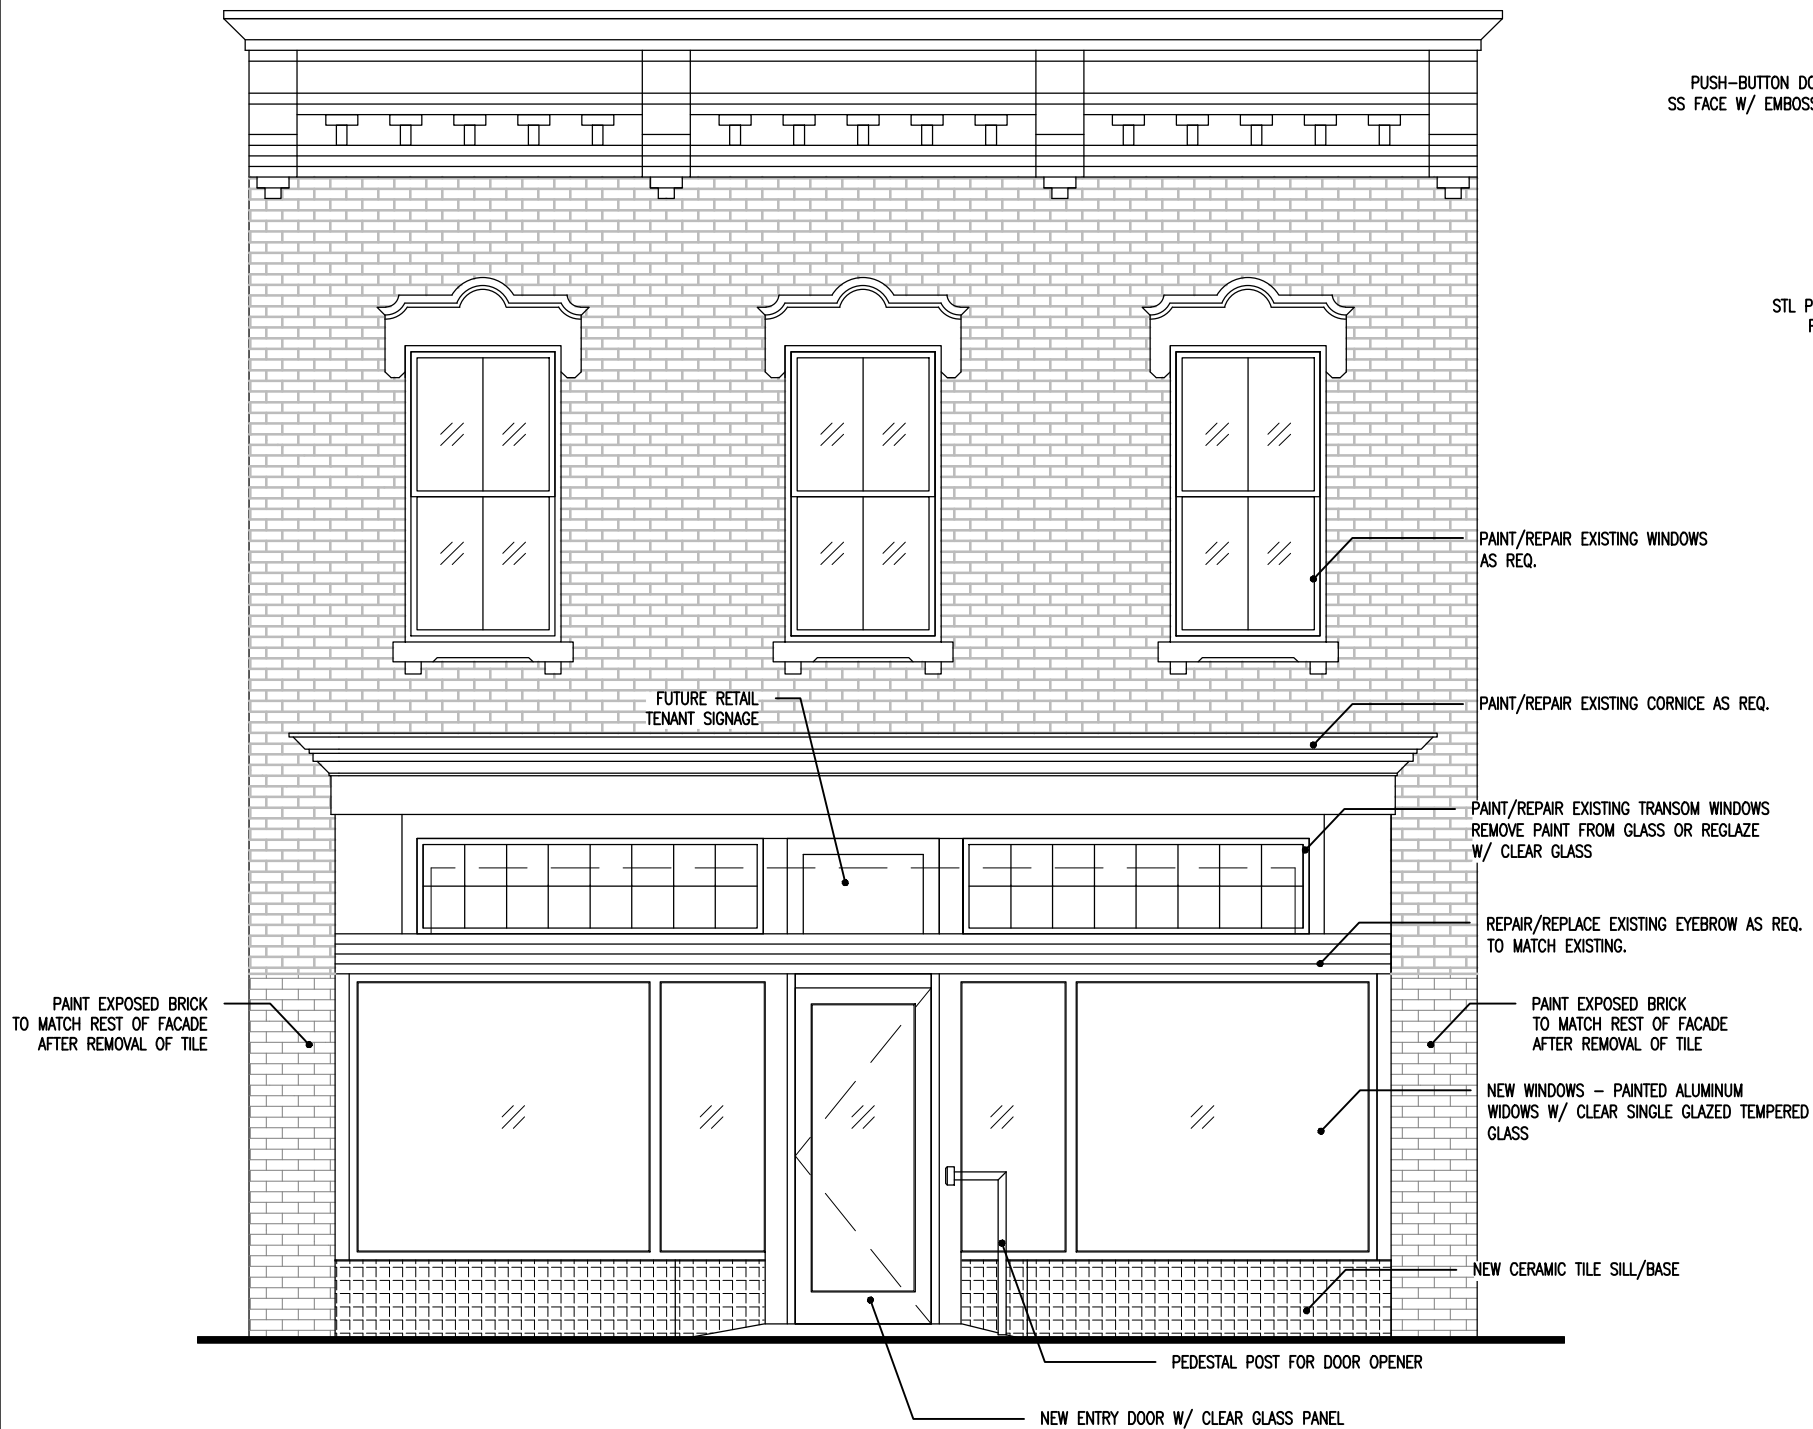 PUSH-BUTTON
SS FACE W/
STL
PAINT/REPAIR EXISTING WINDOWS
AS REQ.
FUTURE RETAIL
TENANT SIGNAGE
PAINT/REPAIR EXISTING CORNICE AS REQ.
PAINT/REPAIR EXISTING TRANSOM WINDOWS
REMOVE PAINT FROM GLASS OR REGLAZE
W/ CLEAR GLASS
REPAIR/REPLACE EXISTING EYEBROW AS REQ.
TO MATCH EXISTING.
PAINT EXPOSED BRICK
TO MATCH REST OF FACADE
AFTER REMOVAL OF TILE
PAINT EXPOSED BRICK
TO MATCH REST OF FACADE
AFTER REMOVAL OF TILE
NEW WINDOWS - PAINTED ALUMINUM
WIDOWS W/ CLEAR SINGLE GLAZED TEMPERED
GLASS
NEW CERAMIC TILE SILL/BASE
PEDESTAL POST FOR DOOR OPENER
NEW ENTRY DOOR W/ CLEAR GLASS PANEL